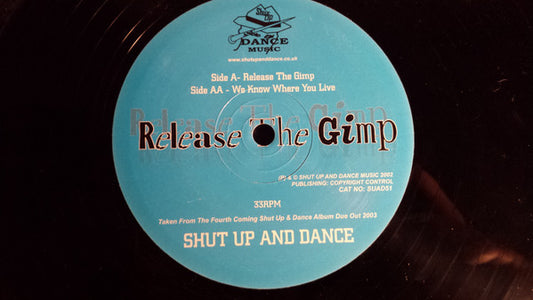 Shut Up
& DANCE
MUSIC
www.shutupanddance.co.uk
Side A- Release The Gimp
Side AA - We Know Where You Live
Release The Gimp
(P) & © SHUT UP AND DANCE MUSIC 2002
PUBLISHING: COPYRIGHT CONTROL
CAT NO: SUAD51
33RPM
Taken From The Fourth Coming Shut Up & Dance Album Due Out 2003
SHUT UP AND DANCE